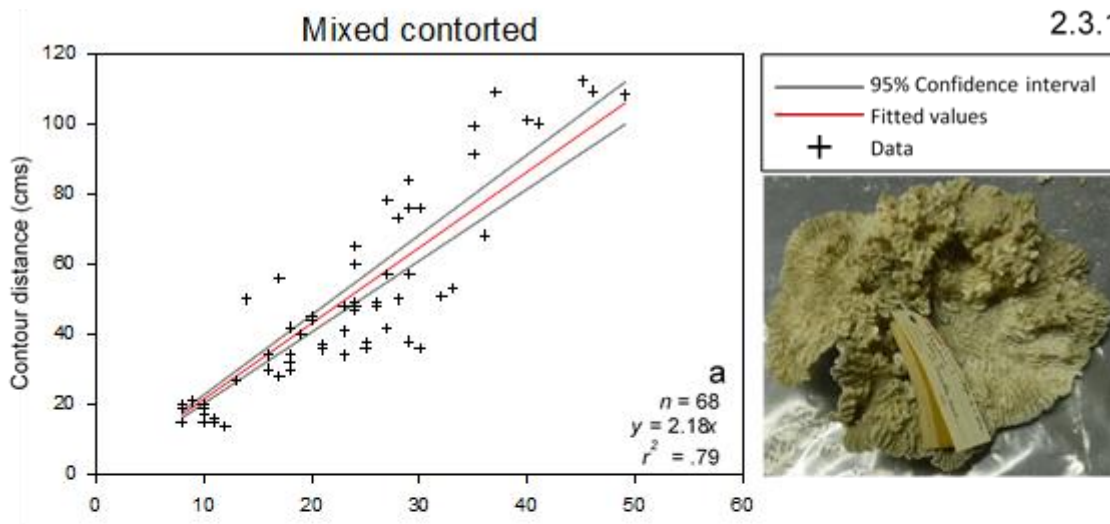 Mixed contorted
2.3.1
120
100
80
60
40
20
0
Contour distance (cms)
a
n = 68
y = 2.18x
r² = .79
0 10 20 30 40 50 60
95% Confidence interval
Fitted values
Data